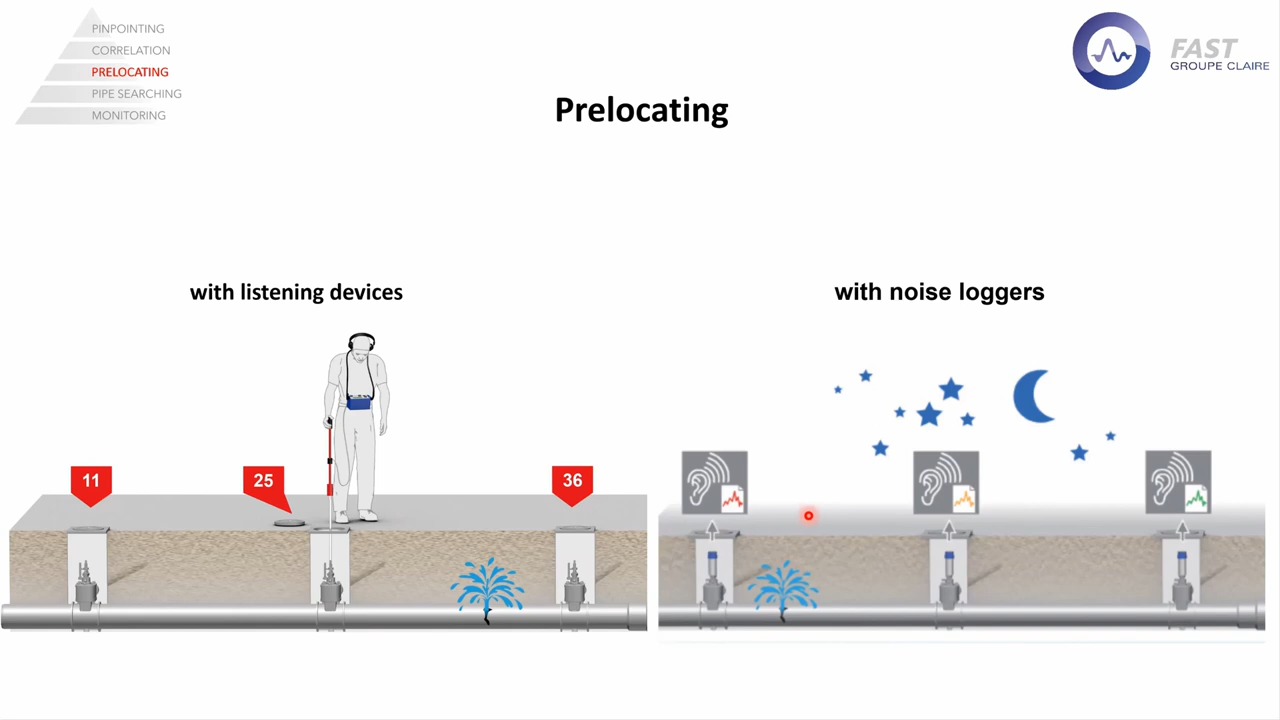 PINPOINTING
CORRELATION
PRELOCATING
PIPE SEARCHING
MONITORING
FAST
GROUPE CLAIRE
Prelocating
with listening devices
with noise loggers
11
25
36